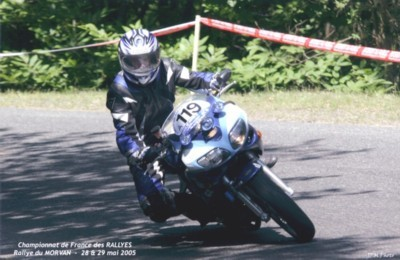 119
Championnat de France des RALLYES
Rallye du MORVAN - 28 & 29 mai 2005